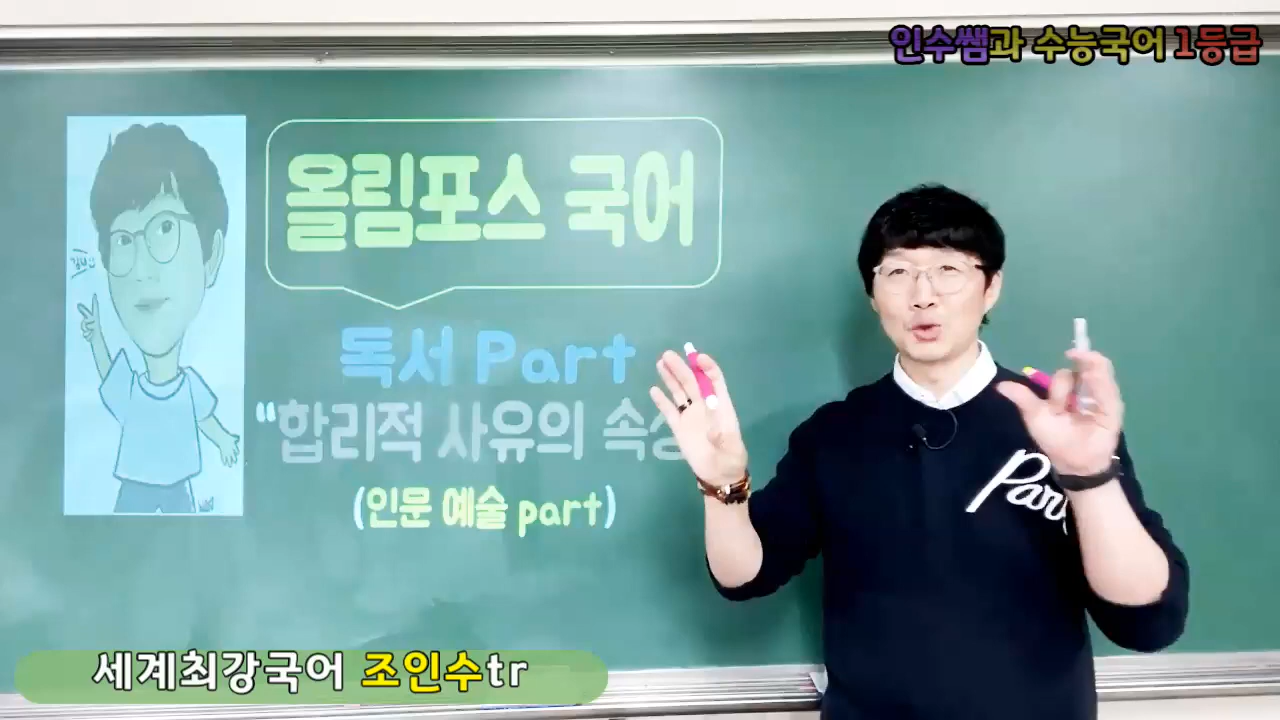 인수쌤과 수능국어 1등급
올림포스 국어
독서 Part
"합리적 사유의 속성
(인문 예술 part)
Par
세계최강국어 조인수tr